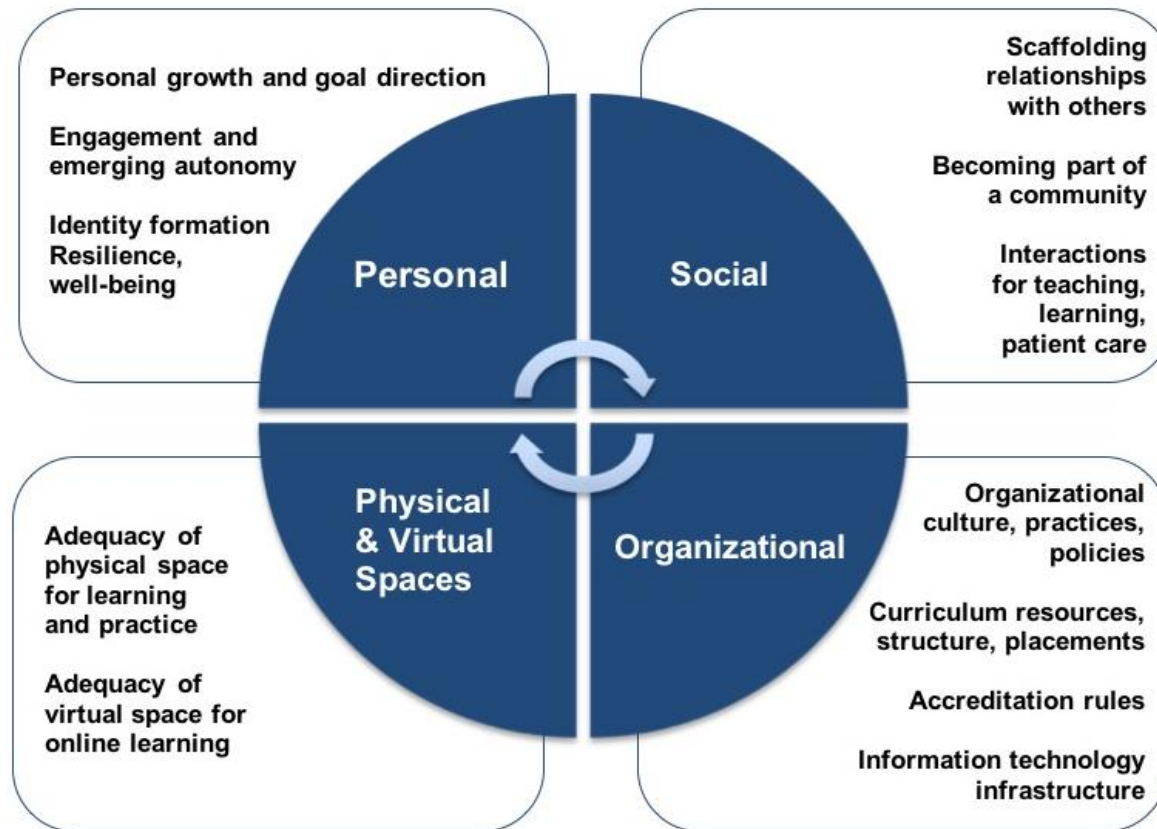 Personal growth and goal direction
Engagement and
emerging autonomy
Identity formation
Resilience,
well-being
Personal
Scaffolding
relationships
with others
Becoming part of
a community
Interactions
for teaching,
learning,
patient care
Social
Adequacy of
physical space
for learning
and practice
Adequacy of
virtual space for
online learning
Physical
& Virtual
Spaces
Organizational
Organizational
culture, practices,
policies
Curriculum resources,
structure, placements
Accreditation rules
Information technology
infrastructure